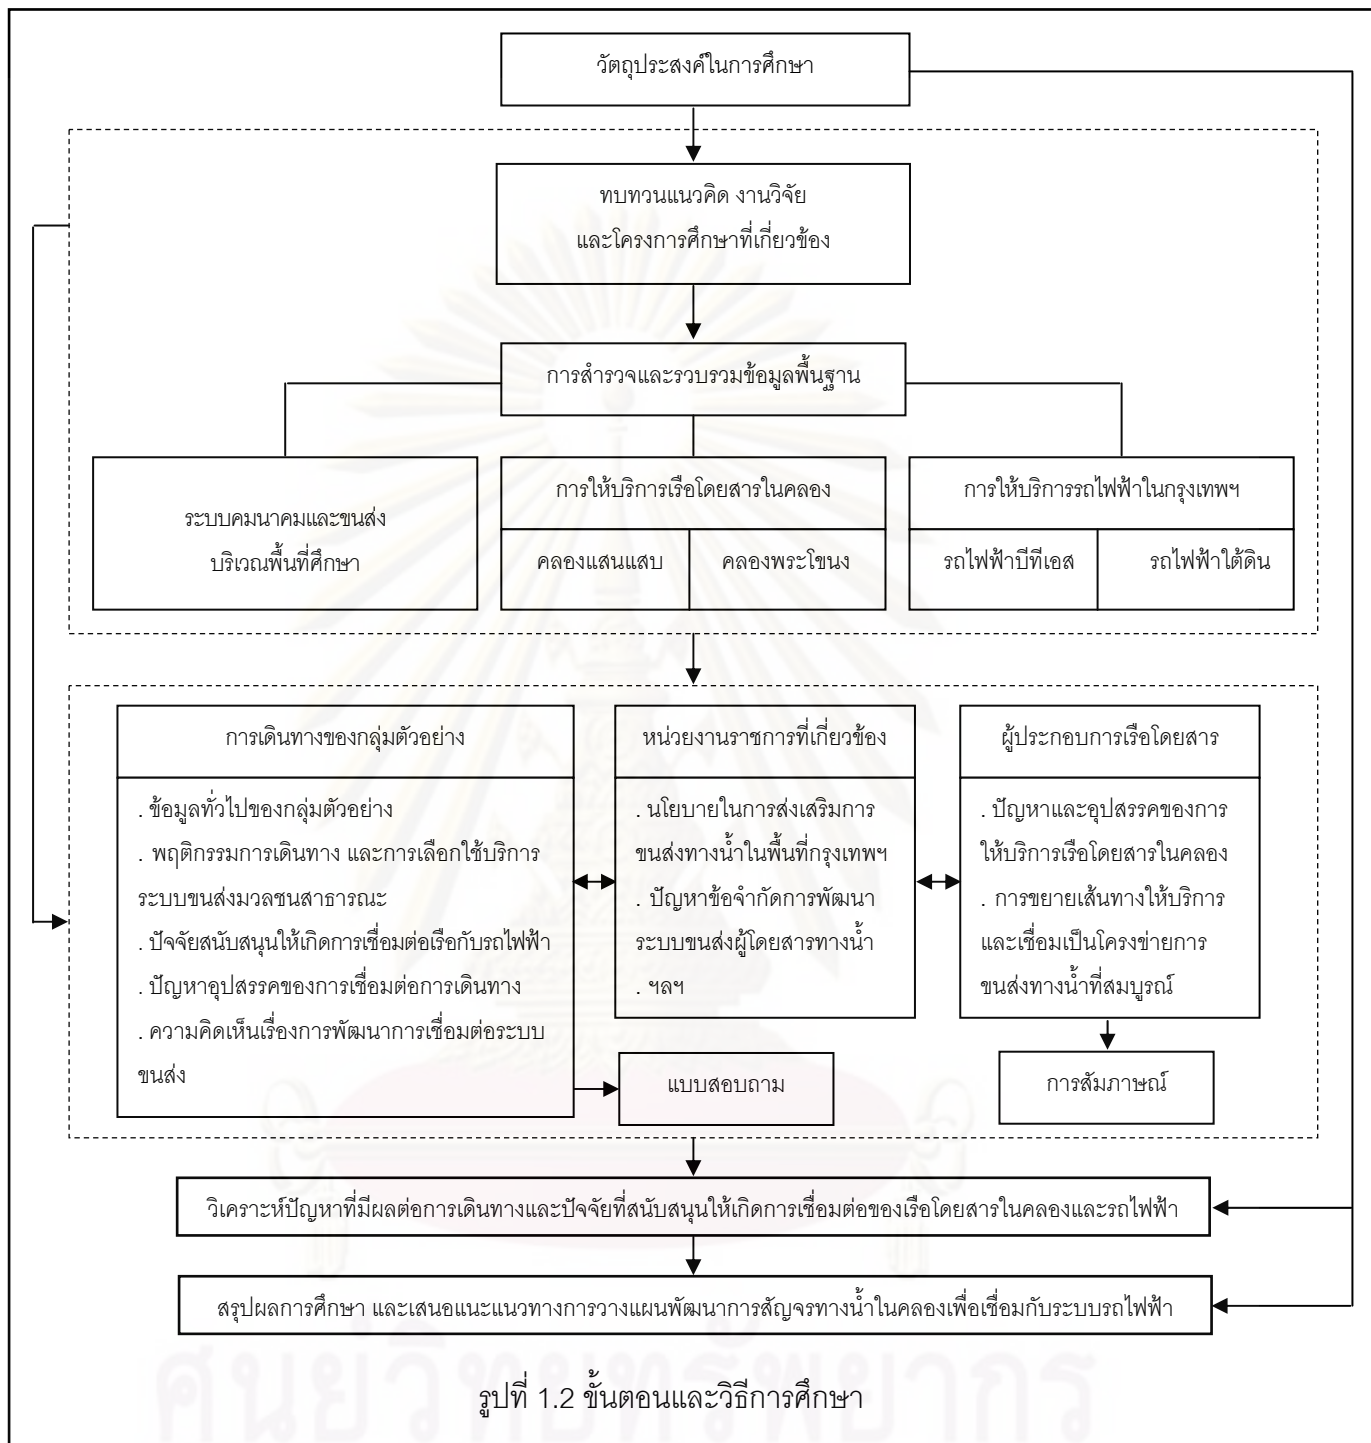 วัตถุประสงค์ในการศึกษา
ทบทวนแนวคิด งานวิจัย
และโครงการศึกษาที่เกี่ยวข้อง
การสำรวจและรวบรวมข้อมูลพื้นฐาน
ระบบคมนาคมและขนส่ง
บริเวณพื้นที่ศึกษา
การให้บริการเรือโดยสารในคลอง
คลองแสนแสบ
คลองพระโขนง
การให้บริการรถไฟฟ้าในกรุงเทพฯ
รถไฟฟ้าบีทีเอส
รถไฟฟ้าใต้ดิน
การเดินทางของกลุ่มตัวอย่าง
. ข้อมูลทั่วไปของกลุ่มตัวอย่าง
. พฤติกรรมการเดินทาง และการเลือกใช้บริการ
ระบบขนส่งมวลชนสาธารณะ
. ปัจจัยสนับสนุนให้เกิดการเชื่อมต่อเรือกับรถไฟฟ้า
. ปัญหาอุปสรรคของการเชื่อมต่อการเดินทาง
. ความคิดเห็นเรื่องการพัฒนาการเชื่อมต่อระบบ
ขนส่ง
หน่วยงานราชการที่เกี่ยวข้อง
. นโยบายในการส่งเสริมการ
ขนส่งทางน้ำในพื้นที่กรุงเทพฯ
. ปัญหาข้อจำกัดการพัฒนา
ระบบขนส่งผู้โดยสารทางน้ำ
. ฯลฯ
ผู้ประกอบการเรือโดยสาร
. ปัญหาและอุปสรรคของการ
ให้บริการเรือโดยสารในคลอง
. การขยายเส้นทางให้บริการ
และเชื่อมเป็นโครงข่ายการ
ขนส่งทางน้ำที่สมบูรณ์
แบบสอบถาม
การสัมภาษณ์
วิเคราะห์ปัญหาที่มีผลต่อการเดินทางและปัจจัยที่สนับสนุนให้เกิดการเชื่อมต่อของเรือโดยสารในคลองและรถไฟฟ้า
สรุปผลการศึกษา และเสนอแนะแนวทางการวางแผนพัฒนาการสัญจรทางน้ำในคลองเพื่อเชื่อมกับระบบรถไฟฟ้า
ศูนย์วิทยทรัพยากร
รูปที่ 1.2 ขั้นตอนและวิธีการศึกษา